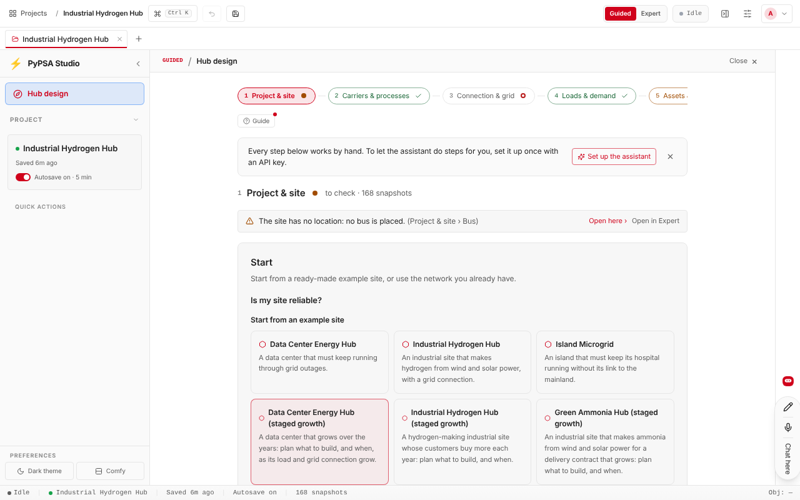 Projects / Industrial Hydrogen Hub Ctrl K Guided Expert Idle A
Industrial Hydrogen Hub × +
PyPSA Studio
GUIDED / Hub design Close ×
Hub design
1 Project & site 2 Carriers & processes 3 Connection & grid 4 Loads & demand 5 Assets
Guide
PROJECT
Industrial Hydrogen Hub
Saved 6m ago
Autosave on · 5 min
QUICK ACTIONS
Every step below works by hand. To let the assistant do steps for you, set it up once with
an API key.
Set up the assistant
1 Project & site to check · 168 snapshots
The site has no location: no bus is placed. (Project & site › Bus) Open here › Open in Expert
Start
Start from a ready-made example site, or use the network you already have.
Is my site reliable?
Start from an example site
Data Center Energy Hub
A data center that must keep running
through grid outages.
Industrial Hydrogen Hub
An industrial site that makes
hydrogen from wind and solar power,
with a grid connection.
Island Microgrid
An island that must keep its hospital
running without its link to the
mainland.
Data Center Energy Hub
(staged growth)
A data center that grows over the
years: plan what to build, and when,
as its load and grid connection grow.
Industrial Hydrogen Hub
(staged growth)
A hydrogen-making industrial site
whose customers buy more each
year: plan what to build, and when.
Green Ammonia Hub (staged
growth)
An industrial site that makes ammonia
from wind and solar power for a
delivery contract that grows: plan
what to build, and when.
Chat here
PREFERENCES
Dark theme Comfy
Idle Industrial Hydrogen Hub Saved 6m ago Autosave on 168 snapshots Obj: —